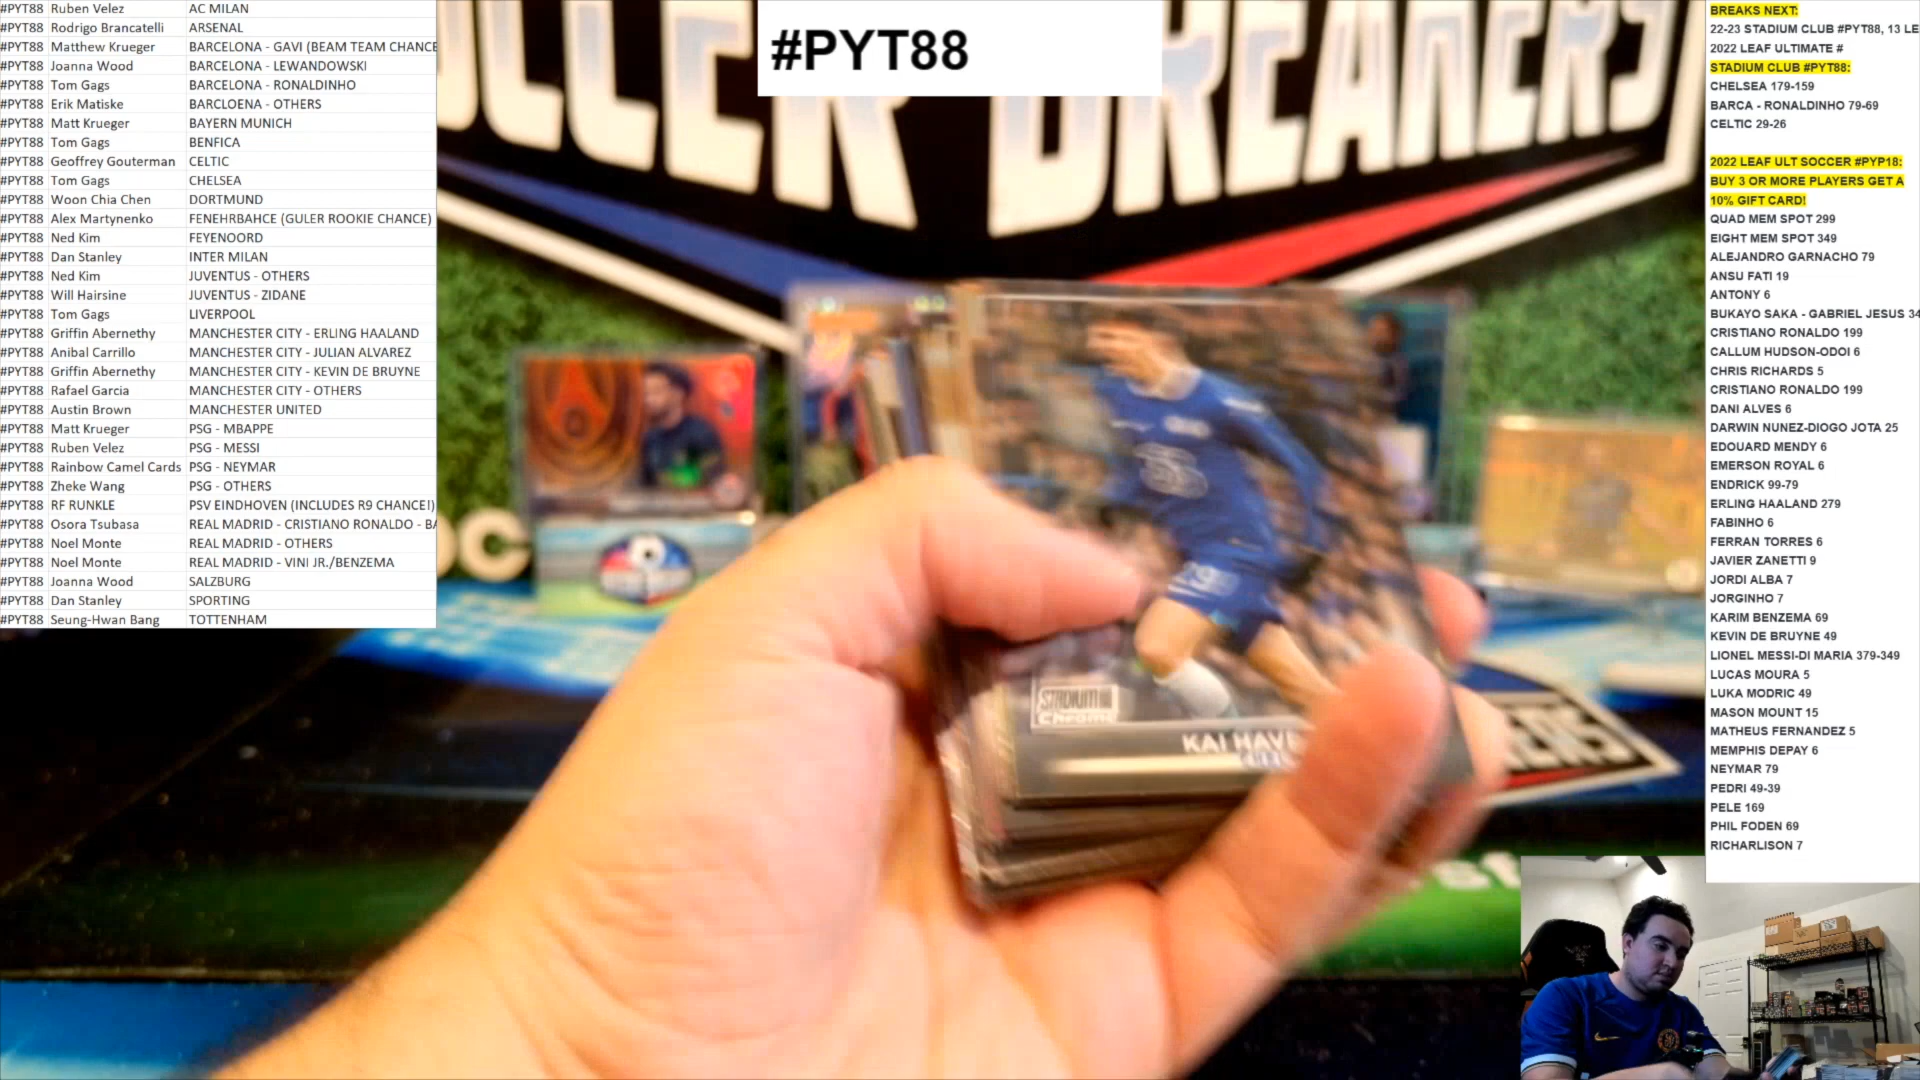 #PYT88 Ruben Velez AC MILAN
#PYT88 Rodrigo Brancatelli ARSENAL
#PYT88 Matthew Krueger BARCELONA - GAVI (BEAM TEAM CHANCE
#PYT88 Joanna Wood BARCELONA - LEWANDOWSKI
#PYT88 Tom Gags BARCELONA - RONALDINHO
#PYT88 Erik Matiske BARCLOENA - OTHERS
#PYT88 Matt Krueger BAYERN MUNICH
#PYT88 Tom Gags BENFICA
#PYT88 Geoffrey Gouterman CELTIC
#PYT88 Tom Gags CHELSEA
#PYT88 Woon Chia Chen DORTMUND
#PYT88 Alex Martynenko FENEHRBAHCE (GULER ROOKIE CHANCE)
#PYT88 Ned Kim FEYENOORD
#PYT88 Dan Stanley INTER MILAN
#PYT88 Ned Kim JUVENTUS - OTHERS
#PYT88 Will Hairsine JUVENTUS - ZIDANE
#PYT88 Tom Gags LIVERPOOL
#PYT88 Griffin Abernethy MANCHESTER CITY - ERLING HAALAND
#PYT88 Anibal Carrillo MANCHESTER CITY - JULIAN ALVAREZ
#PYT88 Griffin Abernethy MANCHESTER CITY - KEVIN DE BRUYNE
#PYT88 Rafael Garcia MANCHESTER CITY - OTHERS
#PYT88 Austin Brown MANCHESTER UNITED
#PYT88 Matt Krueger PSG - MBAPPE
#PYT88 Ruben Velez PSG - MESSI
#PYT88 Rainbow Camel Cards PSG - NEYMAR
#PYT88 Zheke Wang PSG - OTHERS
#PYT88 RF RUNKLE PSV EINDHOVEN (INCLUDES R9 CHANCE!)
#PYT88 Osora Tsubasa REAL MADRID - CRISTIANO RONALDO - BA
#PYT88 Noel Monte REAL MADRID - OTHERS
#PYT88 Noel Monte REAL MADRID - VINI JR./BENZEMA
#PYT88 Joanna Wood SALZBURG
#PYT88 Dan Stanley SPORTING
#PYT88 Seung-Hwan Bang TOTTENHAM
#PYT88
STADIUM
Chrome
KAI HAVE
29
BREAKS NEXT:
22-23 STADIUM CLUB #PYT88, 13 LE
2022 LEAF ULTIMATE #
STADIUM CLUB #PYT88:
CHELSEA 179-159
BARCA - RONALDINHO 79-69
CELTIC 29-26
2022 LEAF ULT SOCCER #PYP18:
BUY 3 OR MORE PLAYERS GET A
10% GIFT CARD!
QUAD MEM SPOT 299
EIGHT MEM SPOT 349
ALEJANDRO GARNACHO 79
ANSU FATI 19
ANTONY 6
BUKAYO SAKA - GABRIEL JESUS 34
CRISTIANO RONALDO 199
CALLUM HUDSON-ODOI 6
CHRIS RICHARDS 5
CRISTIANO RONALDO 199
DANI ALVES 6
DARWIN NUNEZ-DIOGO JOTA 25
EDOUARD MENDY 6
EMERSON ROYAL 6
ENDRICK 99-79
ERLING HAALAND 279
FABINHO 6
FERRAN TORRES 6
JAVIER ZANETTI 9
JORDI ALBA 7
JORGINHO 7
KARIM BENZEMA 69
KEVIN DE BRUYNE 49
LIONEL MESSI-DI MARIA 379-349
LUCAS MOURA 5
LUKA MODRIC 49
MASON MOUNT 15
MATHEUS FERNANDEZ 5
MEMPHIS DEPAY 6
NEYMAR 79
PEDRI 49-39
PELE 169
PHIL FODEN 69
RICHARLISON 7